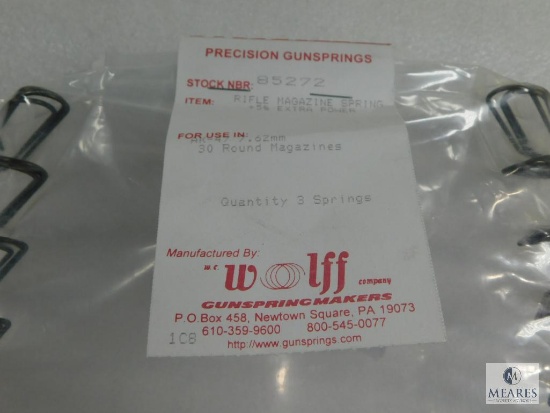 PRECISION GUNSPRINGS
STOCK NBR: 85272
ITEM: RIFLE MAGAZINE SPRING
+5% EXTRA POWER
FOR USE IN:
AK-47 7.62mm
30 Round Magazines
Quantity 3 Springs
Manufactured By:
w.c. wolff company
GUNSPRINGMAKERS
P.O.Box 458, Newtown Square, PA 19073
610-359-9600 800-545-0077
1C8 http://www.gunsprings.com
M
MEARES